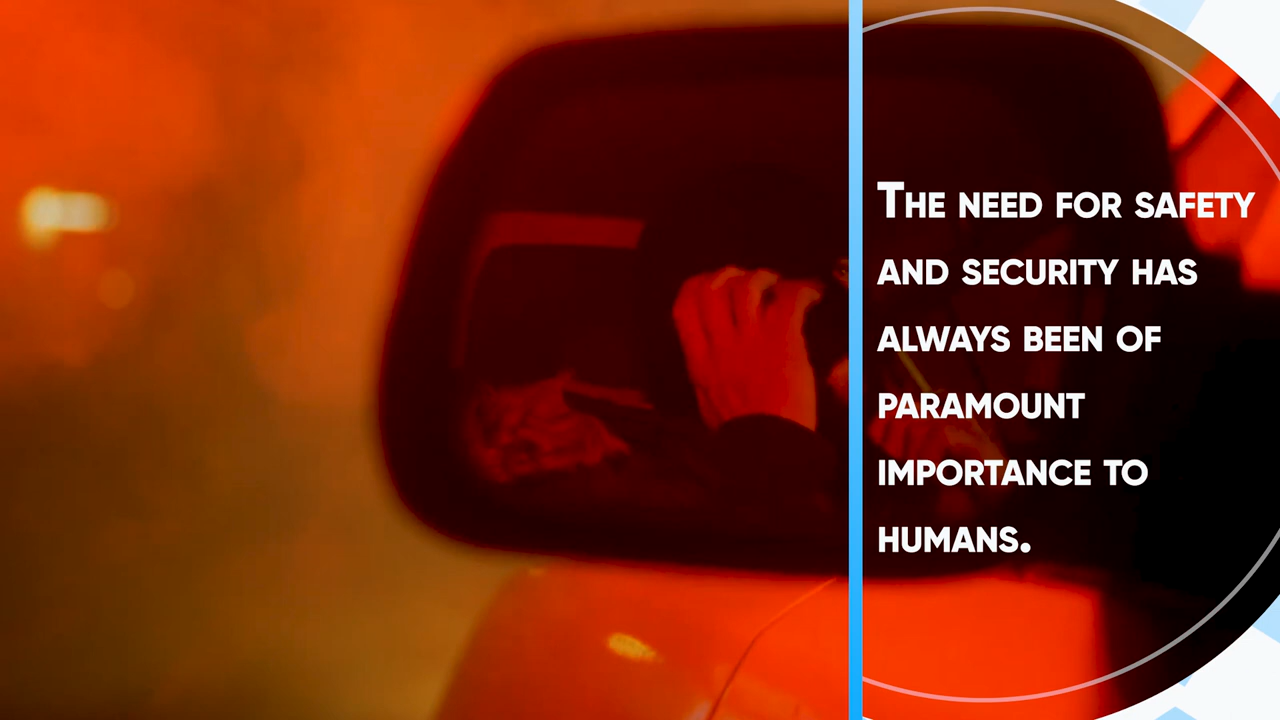 The need for safety
and security has
always been of
paramount
importance to
humans.